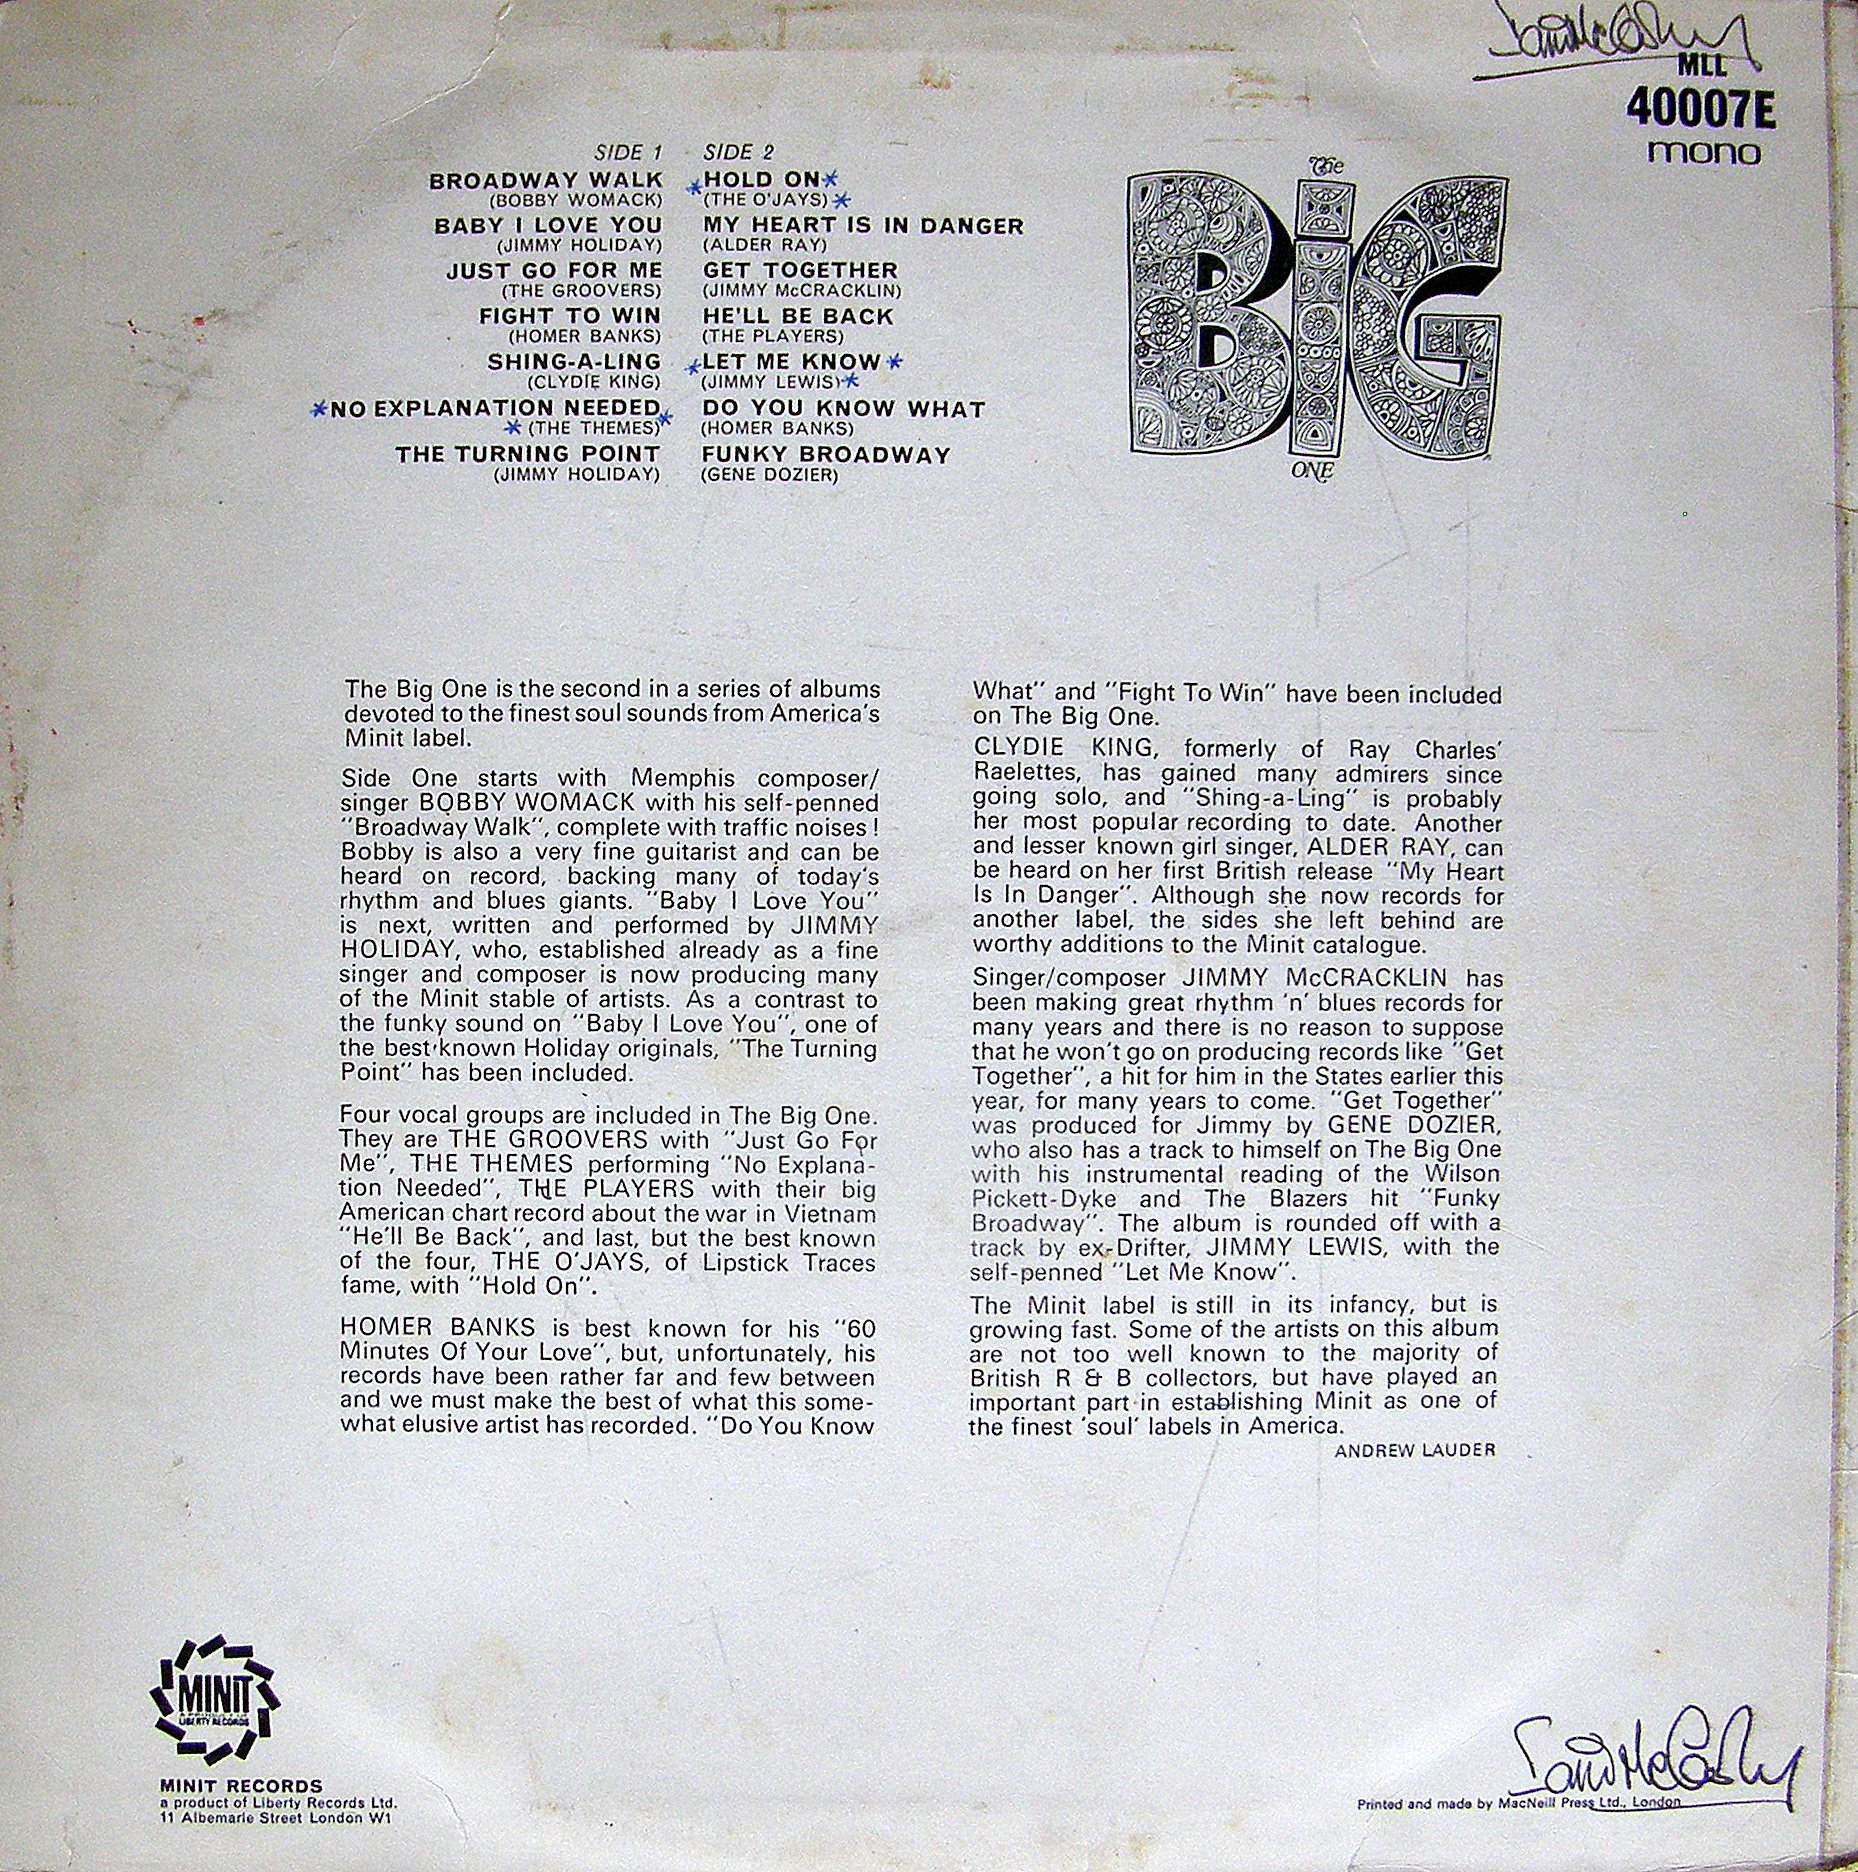 MLL
40007E
mono
SIDE 1
BROADWAY WALK
(BOBBY WOMACK)
BABY I LOVE YOU
(JIMMY HOLIDAY)
JUST GO FOR ME
(THE GROOVERS)
FIGHT TO WIN
(HOMER BANKS)
SHING-A-LING
(CLYDIE KING)
*NO EXPLANATION NEEDED*
* (THE THEMES)
THE TURNING POINT
(JIMMY HOLIDAY)
SIDE 2
*HOLD ON*
(THE O'JAYS)*
MY HEART IS IN DANGER
(ALDER RAY)
GET TOGETHER
(JIMMY McCRACKLIN)
HE'LL BE BACK
(THE PLAYERS)
*LET ME KNOW*
(JIMMY LEWIS)*
DO YOU KNOW WHAT
(HOMER BANKS)
FUNKY BROADWAY
(GENE DOZIER)
The
BIG
ONE
The Big One is the second in a series of albums
devoted to the finest soul sounds from America's
Minit label.
Side One starts with Memphis composer/
singer BOBBY WOMACK with his self-penned
"Broadway Walk", complete with traffic noises!
Bobby is also a very fine guitarist and can be
heard on record, backing many of today's
rhythm and blues giants. "Baby I Love You"
is next, written and performed by JIMMY
HOLIDAY, who, established already as a fine
singer and composer is now producing many
of the Minit stable of artists. As a contrast to
the funky sound on "Baby I Love You", one of
the best known Holiday originals, "The Turning
Point" has been included.
Four vocal groups are included in The Big One.
They are THE GROOVERS with "Just Go For
Me", THE THEMES performing "No Explana-
tion Needed", THE PLAYERS with their big
American chart record about the war in Vietnam
"He'll Be Back", and last, but the best known
of the four, THE O'JAYS, of Lipstick Traces
fame, with "Hold On".
HOMER BANKS is best known for his "60
Minutes Of Your Love", but, unfortunately, his
records have been rather far and few between
and we must make the best of what this some-
what elusive artist has recorded. "Do You Know
What" and "Fight To Win" have been included
on The Big One.
CLYDIE KING, formerly of Ray Charles'
Raelettes, has gained many admirers since
going solo, and "Shing-a-Ling" is probably
her most popular recording to date. Another
and lesser known girl singer, ALDER RAY, can
be heard on her first British release "My Heart
Is In Danger". Although she now records for
another label, the sides she left behind are
worthy additions to the Minit catalogue.
Singer/composer JIMMY McCRACKLIN has
been making great rhythm 'n' blues records for
many years and there is no reason to suppose
that he won't go on producing records like "Get
Together", a hit for him in the States earlier this
year, for many years to come. "Get Together"
was produced for Jimmy by GENE DOZIER,
who also has a track to himself on The Big One
with his instrumental reading of the Wilson
Pickett-Dyke and The Blazers hit "Funky
Broadway". The album is rounded off with a
track by ex-Drifter, JIMMY LEWIS, with the
self-penned "Let Me Know".
The Minit label is still in its infancy, but is
growing fast. Some of the artists on this album
are not too well known to the majority of
British R & B collectors, but have played an
important part in establishing Minit as one of
the finest 'soul' labels in America.
ANDREW LAUDER
MINIT
A PRODUCT OF
LIBERTY RECORDS
MINIT RECORDS
a product of Liberty Records Ltd.
11 Albemarle Street London W1
Printed and made by MacNeill Press Ltd., London